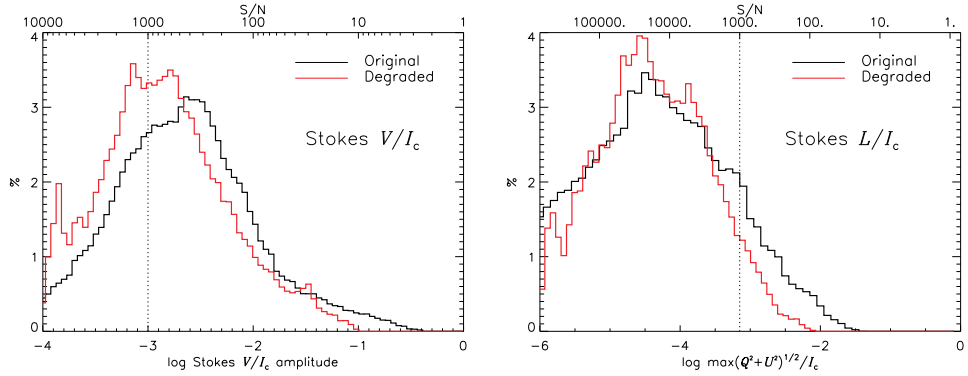 S/N
10000 1000 100 10 1
Original
Degraded
Stokes V/I_c
%
4
3
2
1
0
-4 -3 -2 -1 0
log Stokes V/I_c amplitude
S/N
100000. 10000. 1000. 100. 10. 1.
Original
Degraded
Stokes L/I_c
%
4
3
2
1
0
-6 -4 -2 0
log max(Q²+U²)^1/2/I_c